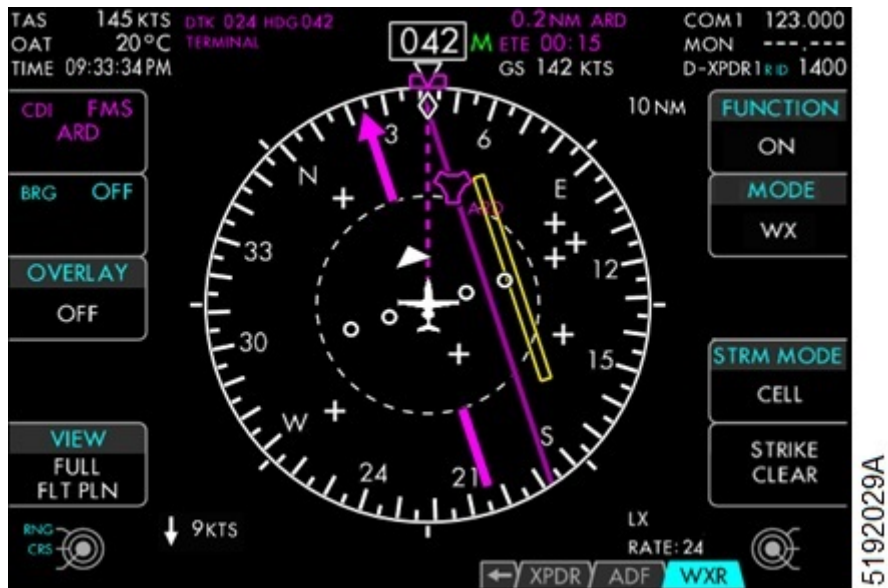 TAS 145 KTS DTK 024 HDG 042 042 M 0.2 NM ARD COM1 123.000
OAT 20°C TERMINAL ETE 00:15 MON ---.---
TIME 09:33:34 PM GS 142 KTS D-XPDR1 R ID 1400
10 NM
CDI FMS
ARD
BRG OFF
OVERLAY
OFF
VIEW
FULL
FLT PLN
RNG
CRS
3
6
E
12
15
S
21
24
W
30
33
N
ARD
9 KTS
FUNCTION
ON
MODE
WX
STRM MODE
CELL
STRIKE
CLEAR
LX
RATE: 24
XPDR ADF WXR
5192029A